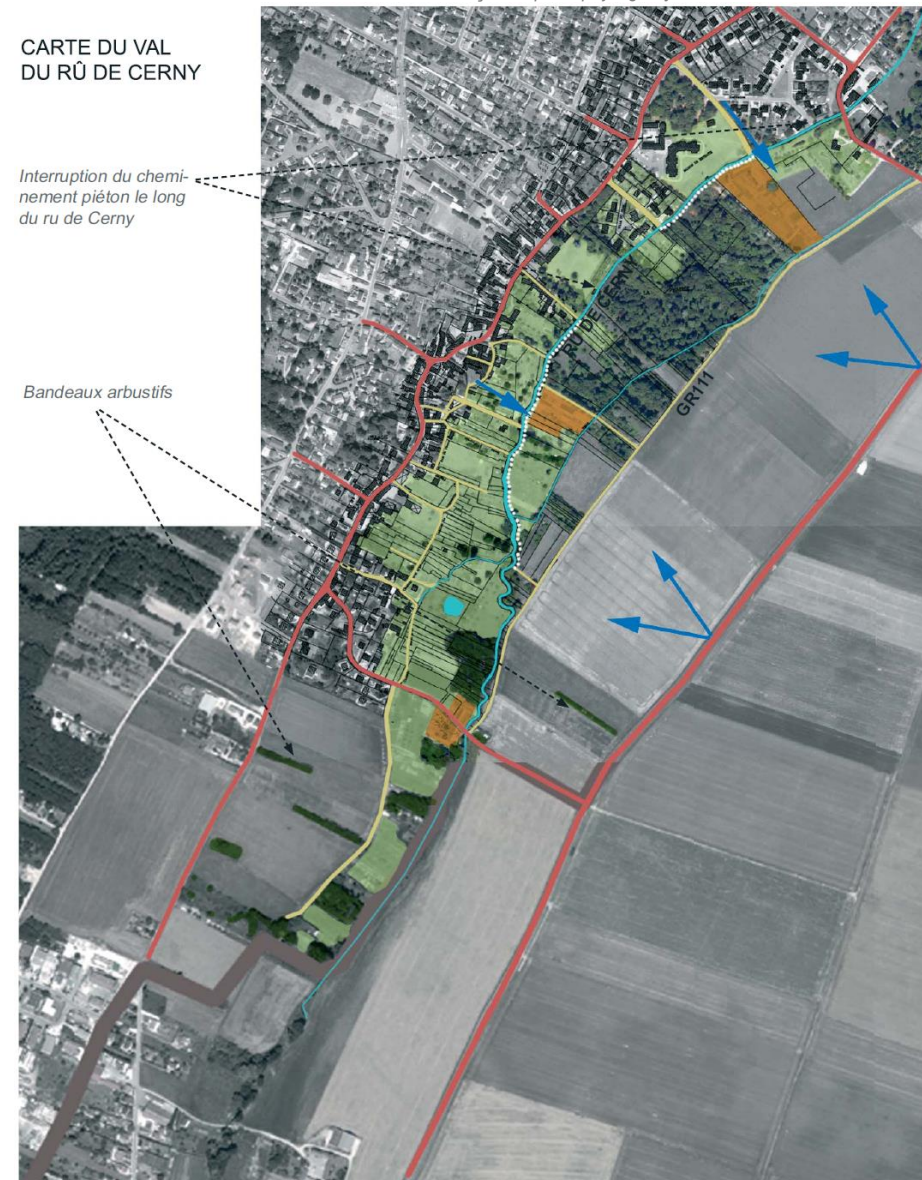 CARTE DU VAL
DU RÛ DE CERNY
Interruption du chemi-
nement piéton le long
du ru de Cerny
RU DE CERNY
GR111
Bandeaux arbustifs